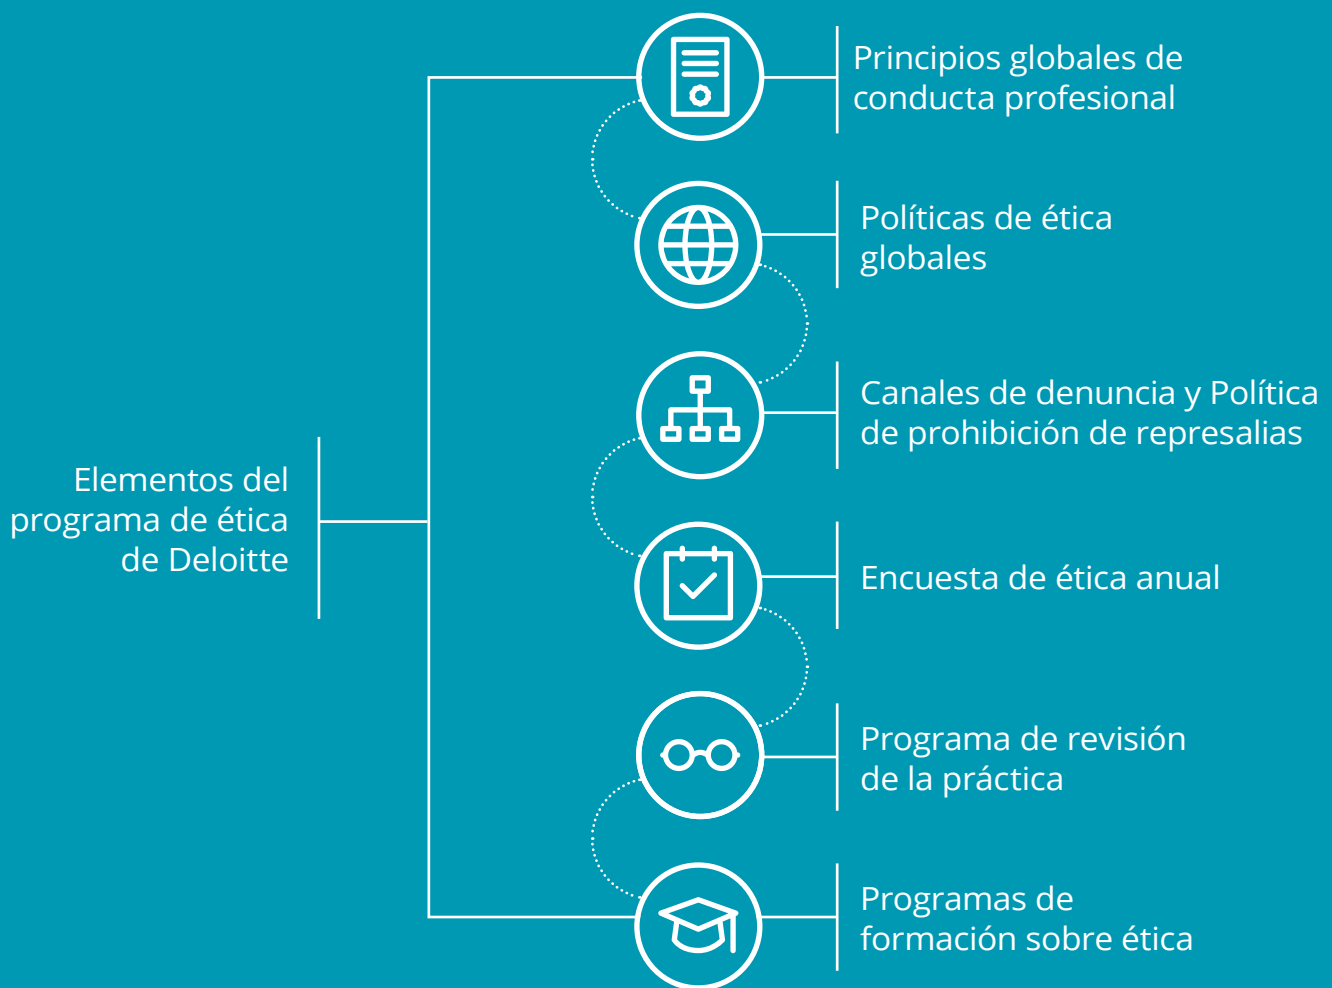 Principios globales de
conducta profesional
Políticas de ética
globales
Canales de denuncia y Política
de prohibición de represalias
Elementos del
programa de ética
de Deloitte
Encuesta de ética anual
Programa de revisión
de la práctica
Programas de
formación sobre ética